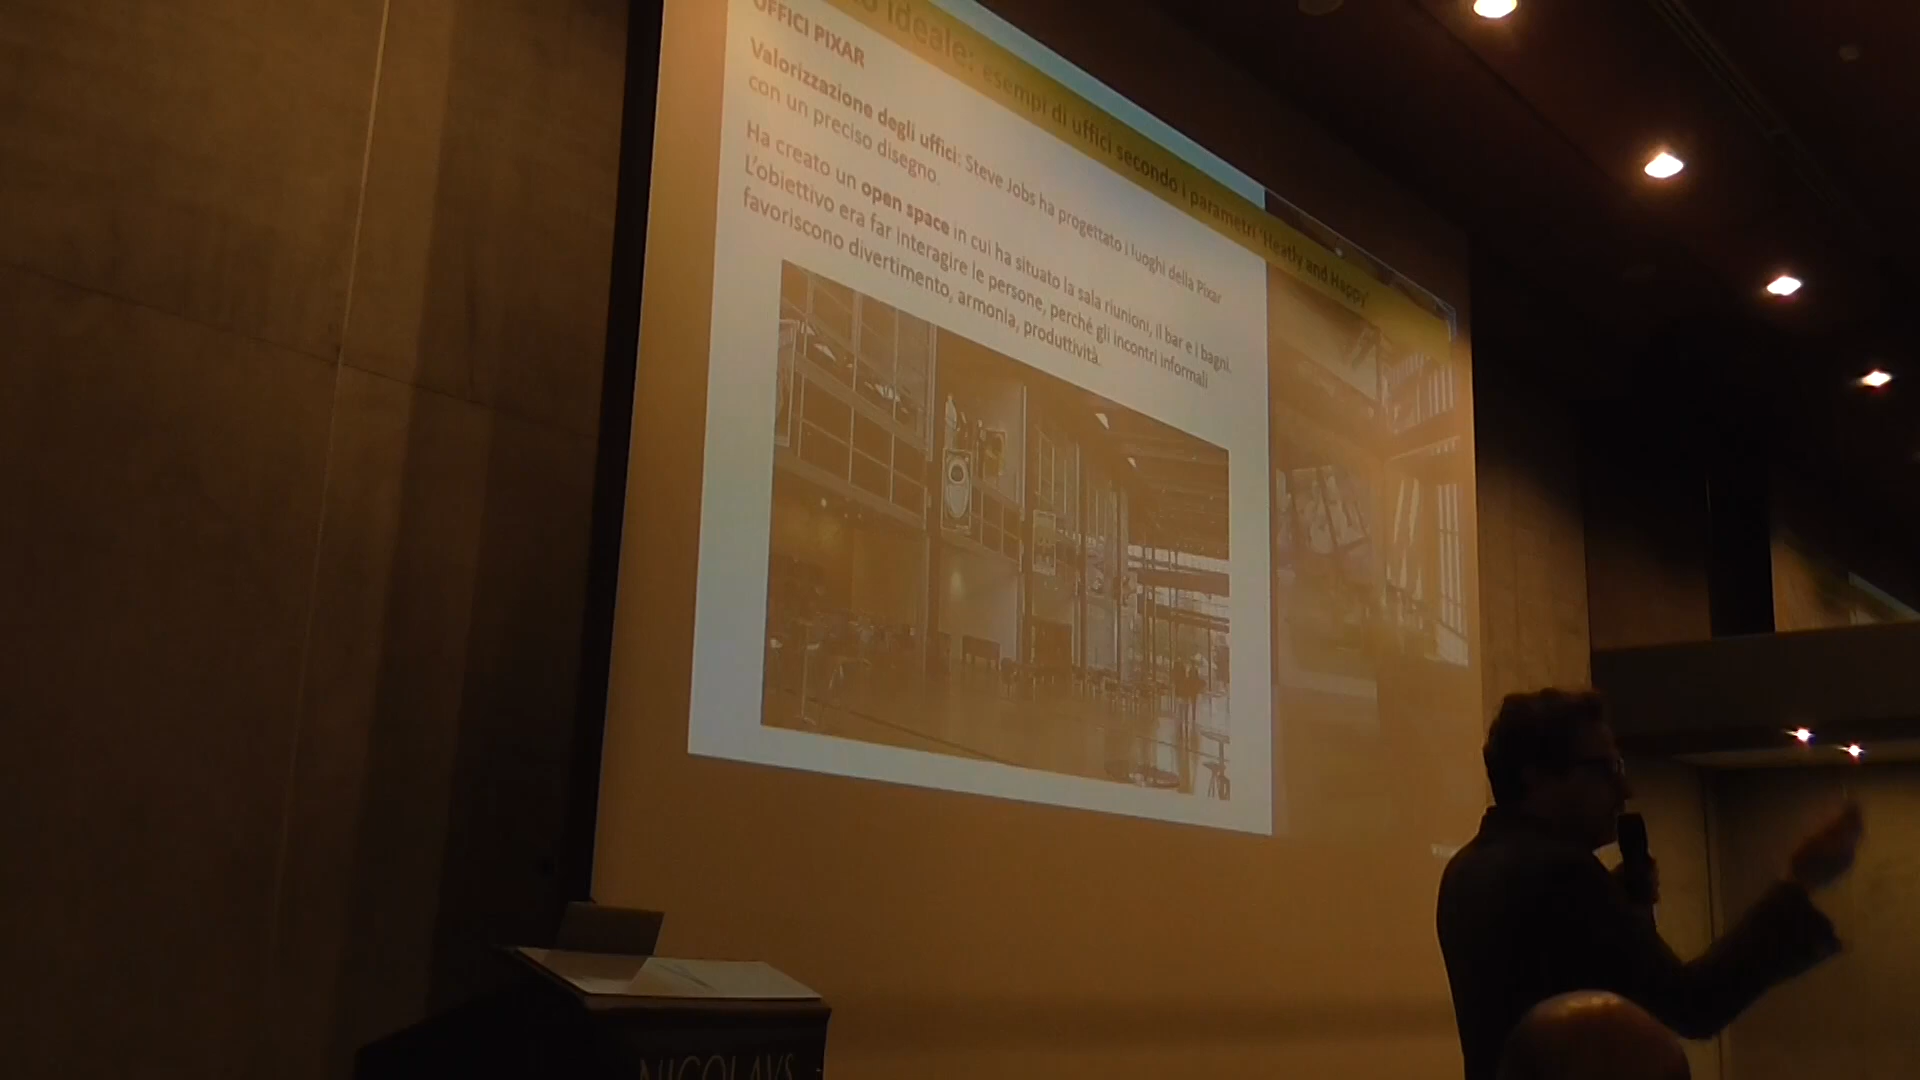 ideale: esempi di uffici secondo i parametri 'Heatly and Happy'
UFFICI PIXAR
Valorizzazione degli uffici: Steve Jobs ha progettato i luoghi della Pixar
con un preciso disegno.
Ha creato un open space in cui ha situato la sala riunioni, il bar e i bagni.
L'obiettivo era far interagire le persone, perché gli incontri informali
favoriscono divertimento, armonia, produttività.
NICOLAVS